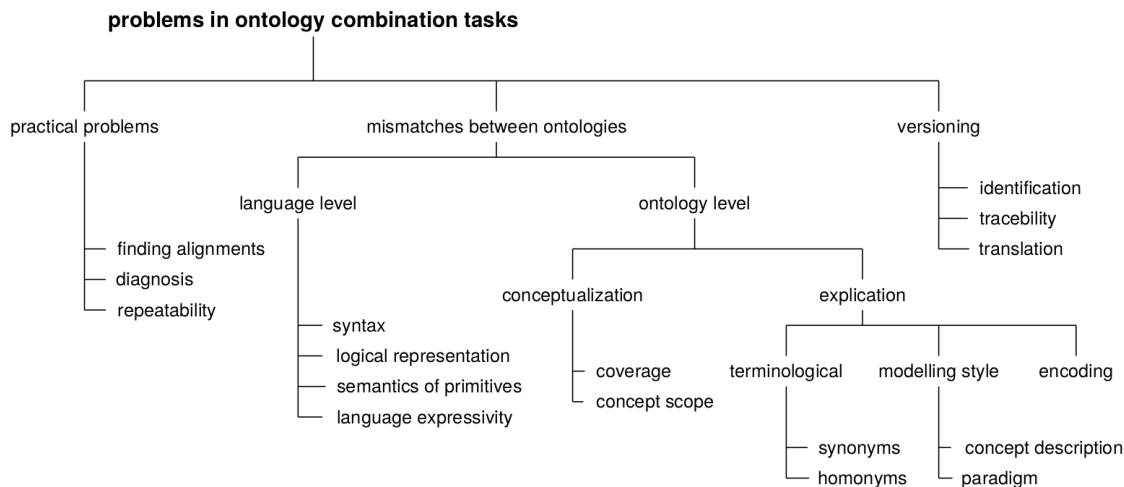 problems in ontology combination tasks
practical problems
mismatches between ontologies
versioning
identification
tracebility
translation
language level
ontology level
finding alignments
diagnosis
repeatability
conceptualization
explication
syntax
logical representation
semantics of primitives
language expressivity
coverage
concept scope
terminological
modelling style
encoding
synonyms
homonyms
concept description
paradigm